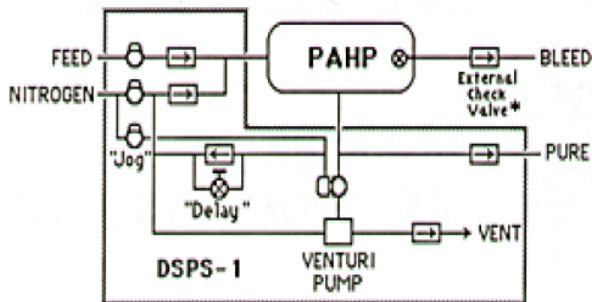 FEED
PAHP
BLEED
NITROGEN
External
Check
Valve*
"Jog"
PURE
"Delay"
VENT
DSPS-1
VENTURI
PUMP